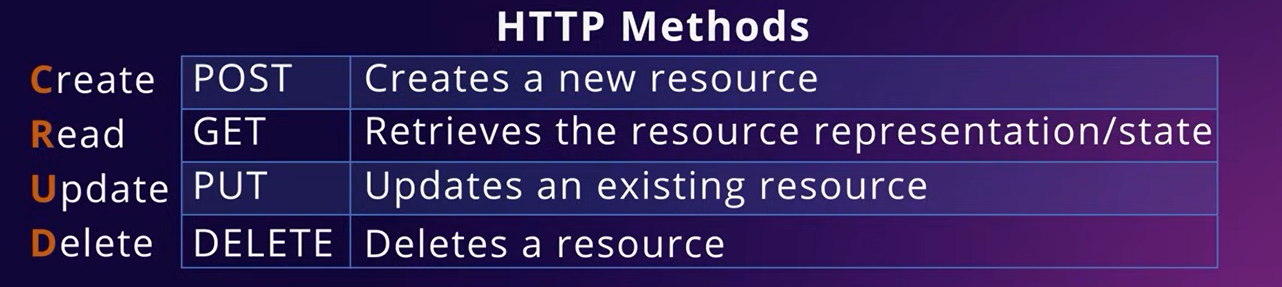 HTTP Methods
Create POST Creates a new resource
Read GET Retrieves the resource representation/state
Update PUT Updates an existing resource
Delete DELETE Deletes a resource